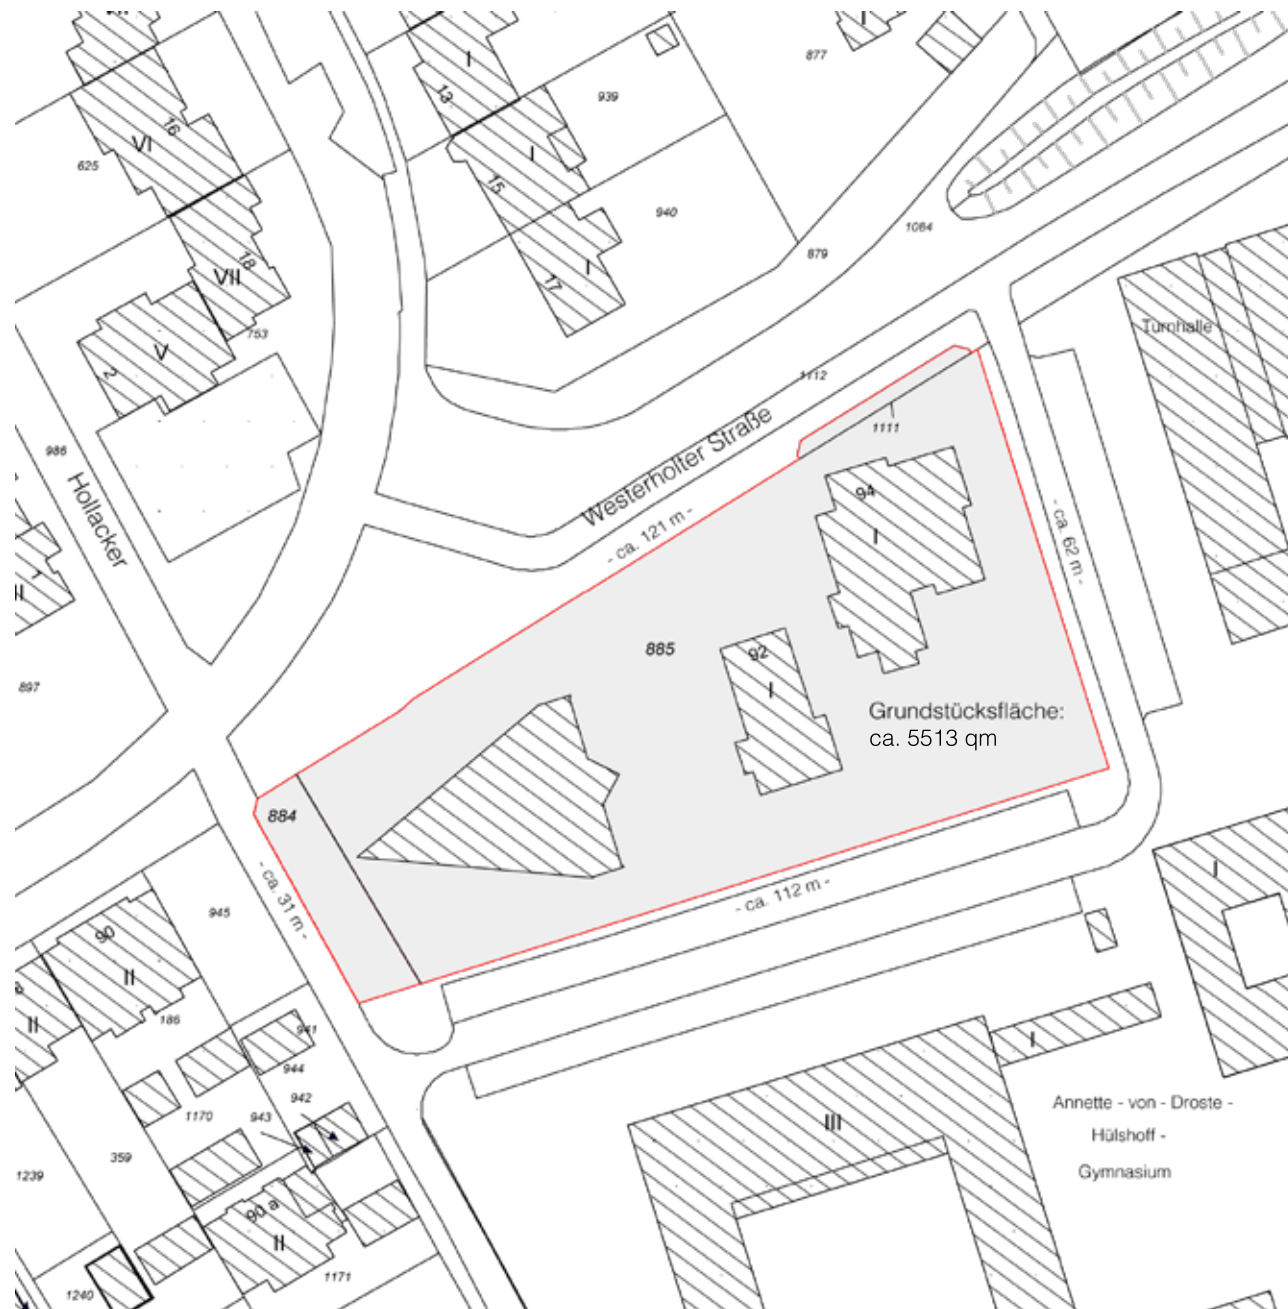 VII
I
I
877
13
939
16
VI
625
I
15
940
1084
879
18
VII
I
17
753
Turnhalle
V
2
1112
Westerholter Straße
1111
986
Hollacker
94
I
- ca. 121 m -
- ca. 62 m -
885
92
I
897
Grundstücksfläche:
ca. 5513 qm
884
- ca. 31 m -
- ca. 112 m -
I
945
90
II
II
186
941
944
942
943
1170
I
III
Annette - von - Droste -
Hülshoff -
Gymnasium
359
1239
90 a
II
1171
1240